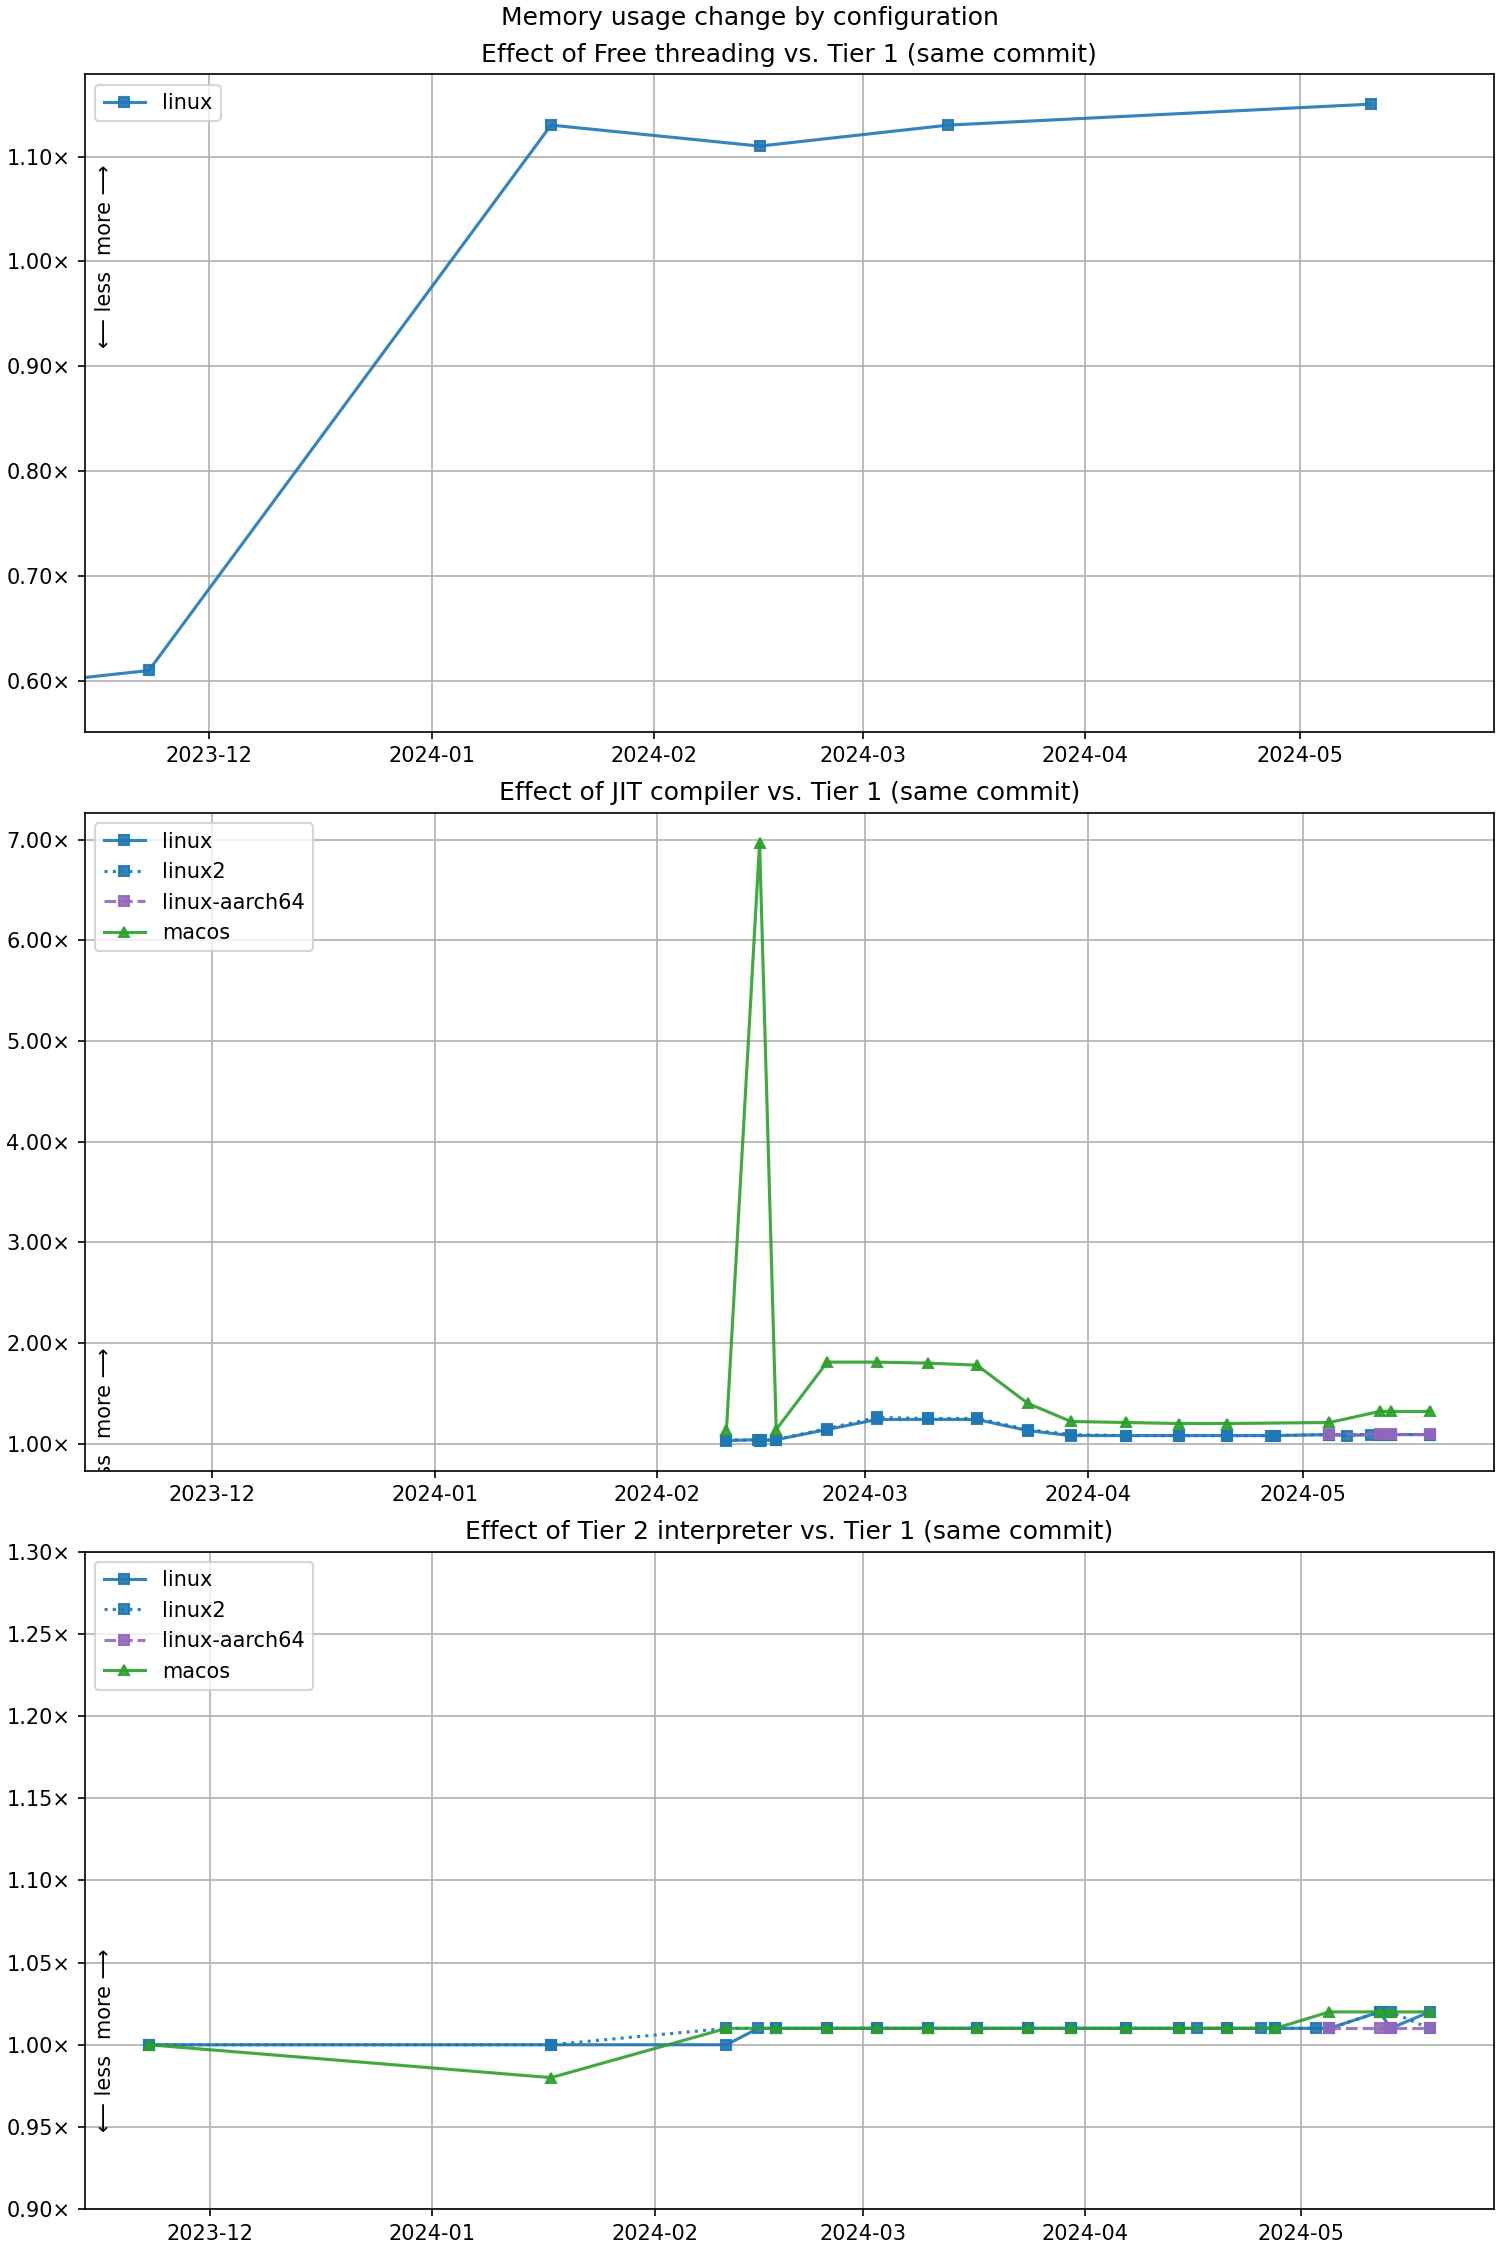 Memory usage change by configuration
Effect of Free threading vs. Tier 1 (same commit)
linux
1.10×
1.00×
0.90×
0.80×
0.70×
0.60×
⟵ less  more ⟶
2023-12 2024-01 2024-02 2024-03 2024-04 2024-05
Effect of JIT compiler vs. Tier 1 (same commit)
linux
linux2
linux-aarch64
macos
7.00×
6.00×
5.00×
4.00×
3.00×
2.00×
1.00×
ss  more ⟶
2023-12 2024-01 2024-02 2024-03 2024-04 2024-05
Effect of Tier 2 interpreter vs. Tier 1 (same commit)
linux
linux2
linux-aarch64
macos
1.30×
1.25×
1.20×
1.15×
1.10×
1.05×
1.00×
0.95×
0.90×
⟵ less  more ⟶
2023-12 2024-01 2024-02 2024-03 2024-04 2024-05